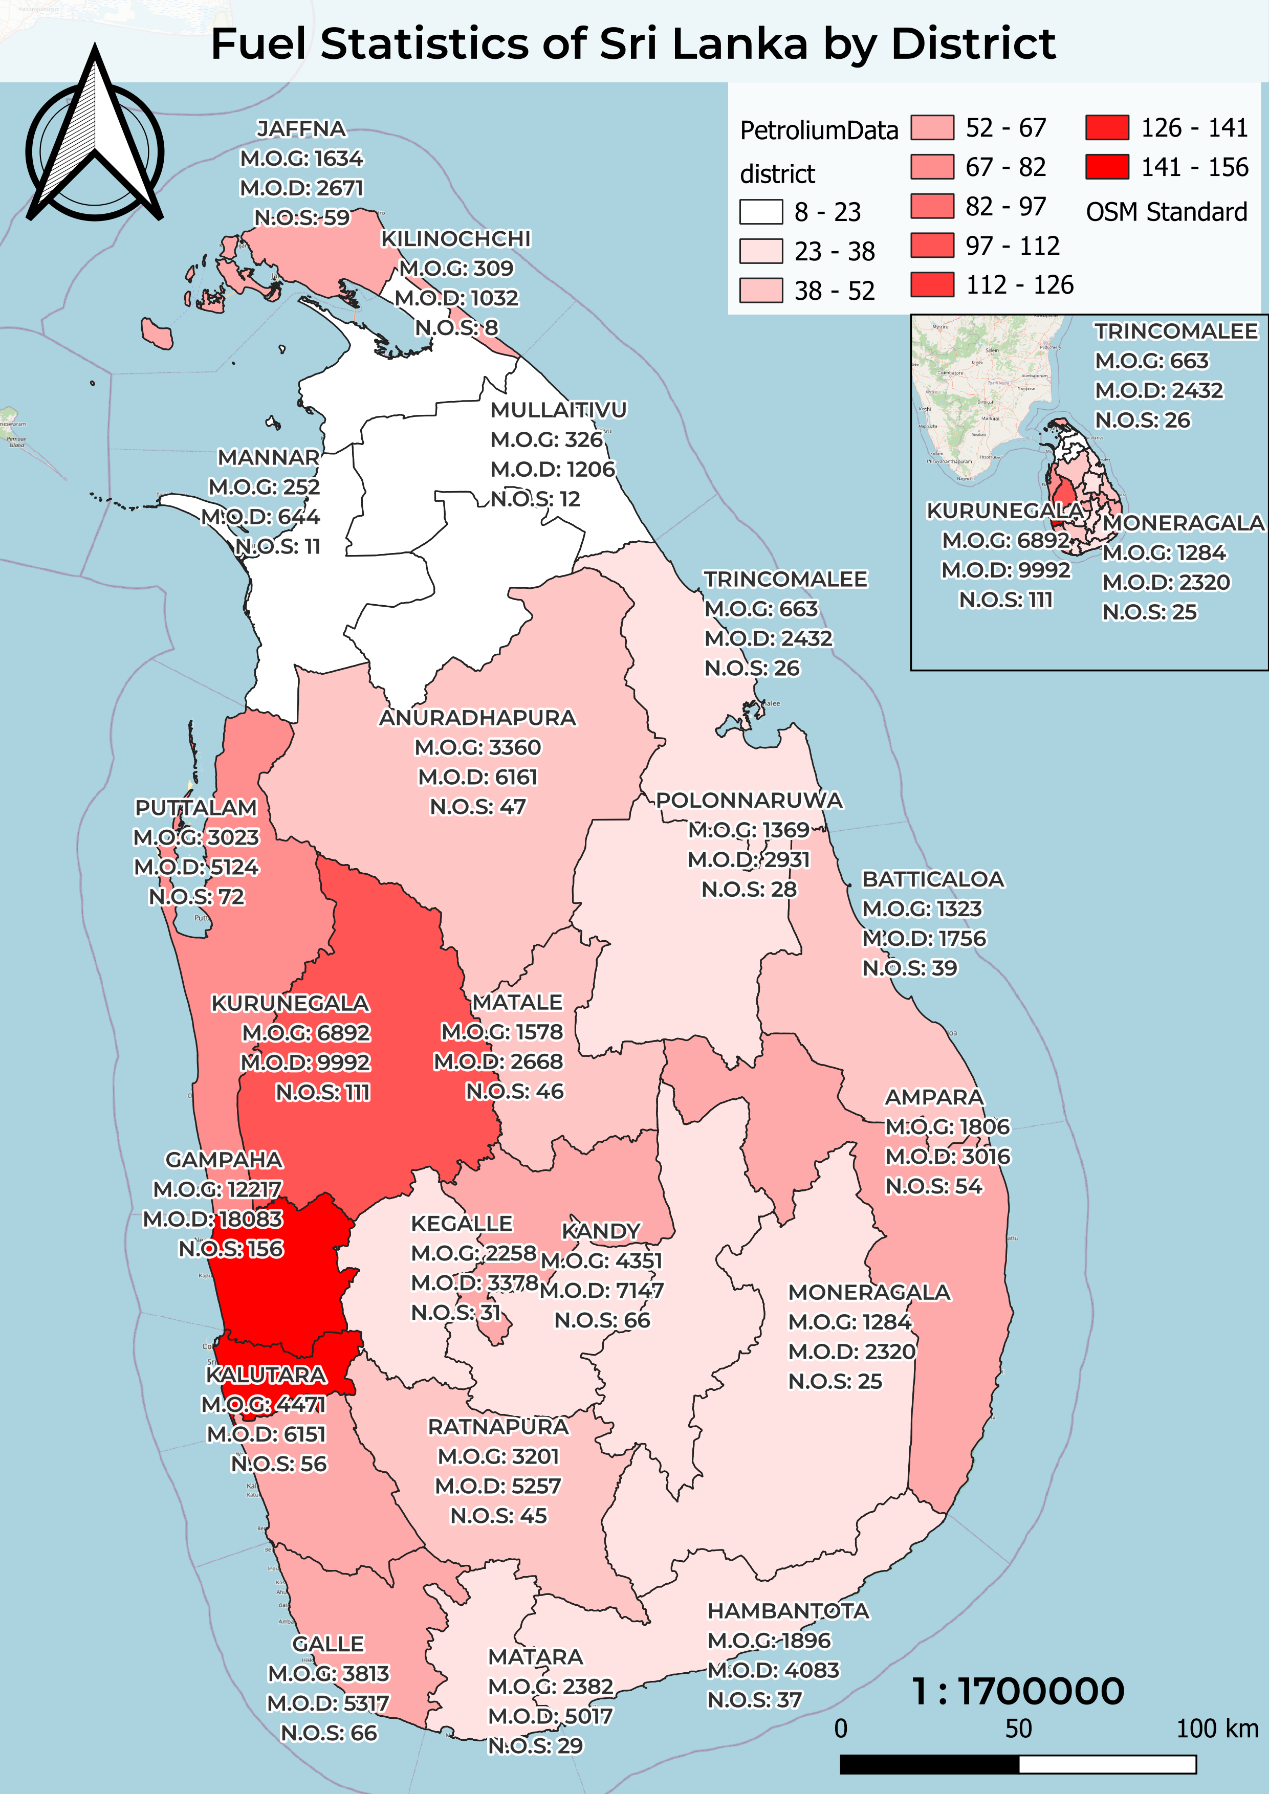 Fuel Statistics of Sri Lanka by District
PetroliumData
district
8 - 23
23 - 38
38 - 52
52 - 67
67 - 82
82 - 97
97 - 112
112 - 126
126 - 141
141 - 156
OSM Standard
JAFFNA
M.O.G: 1634
M.O.D: 2671
N.O.S: 59
KILINOCHCHI
M.O.G: 309
M.O.D: 1032
N.O.S: 8
TRINCOMALEE
M.O.G: 663
M.O.D: 2432
N.O.S: 26
KURUNEGALA
M.O.G: 6892
M.O.D: 9992
N.O.S: 111
MONERAGALA
M.O.G: 1284
M.O.D: 2320
N.O.S: 25
MULLAITIVU
M.O.G: 326
M.O.D: 1206
N.O.S: 12
MANNAR
M.O.G: 252
M.O.D: 644
N.O.S: 11
TRINCOMALEE
M.O.G: 663
M.O.D: 2432
N.O.S: 26
ANURADHAPURA
M.O.G: 3360
M.O.D: 6161
N.O.S: 47
PUTTALAM
M.O.G: 3023
M.O.D: 5124
N.O.S: 72
POLONNARUWA
M.O.G: 1369
M.O.D: 2931
N.O.S: 28
BATTICALOA
M.O.G: 1323
M.O.D: 1756
N.O.S: 39
KURUNEGALA
M.O.G: 6892
M.O.D: 9992
N.O.S: 111
MATALE
M.O.G: 1578
M.O.D: 2668
N.O.S: 46
AMPARA
M.O.G: 1806
M.O.D: 3016
N.O.S: 54
GAMPAHA
M.O.G: 12217
M.O.D: 18083
N.O.S: 156
KEGALLE
M.O.G: 2258
M.O.D: 3378
N.O.S: 31
KANDY
M.O.G: 4351
M.O.D: 7147
N.O.S: 66
MONERAGALA
M.O.G: 1284
M.O.D: 2320
N.O.S: 25
KALUTARA
M.O.G: 4471
M.O.D: 6151
N.O.S: 56
RATNAPURA
M.O.G: 3201
M.O.D: 5257
N.O.S: 45
GALLE
M.O.G: 3813
M.O.D: 5317
N.O.S: 66
MATARA
M.O.G: 2382
M.O.D: 5017
N.O.S: 29
HAMBANTOTA
M.O.G: 1896
M.O.D: 4083
N.O.S: 37
1 : 1700000
0 50 100 km